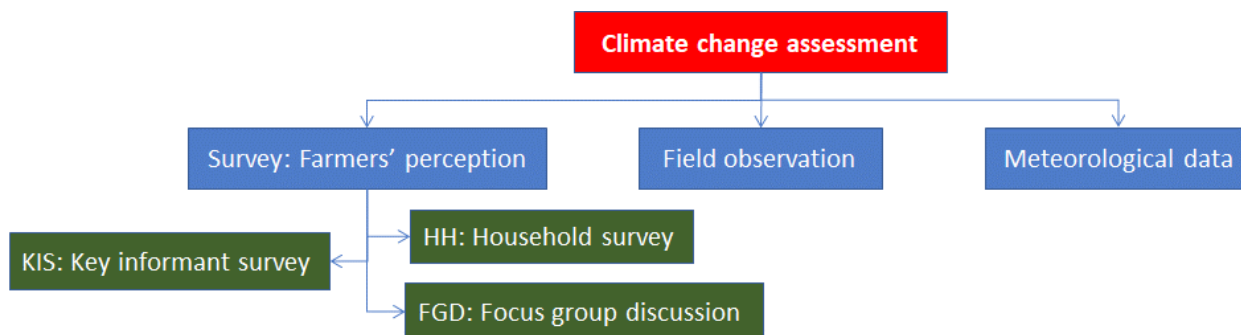 Climate change assessment
Survey: Farmers’ perception
Field observation
Meteorological data
HH: Household survey
KIS: Key informant survey
FGD: Focus group discussion